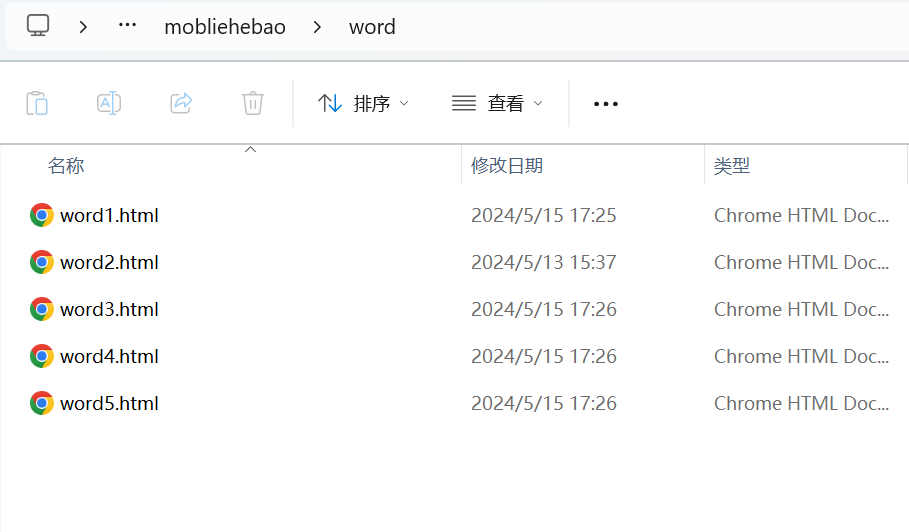 mobliehebao word
排序 查看
名称 修改日期 类型
word1.html 2024/5/15 17:25 Chrome HTML Doc...
word2.html 2024/5/13 15:37 Chrome HTML Doc...
word3.html 2024/5/15 17:26 Chrome HTML Doc...
word4.html 2024/5/15 17:26 Chrome HTML Doc...
word5.html 2024/5/15 17:26 Chrome HTML Doc...